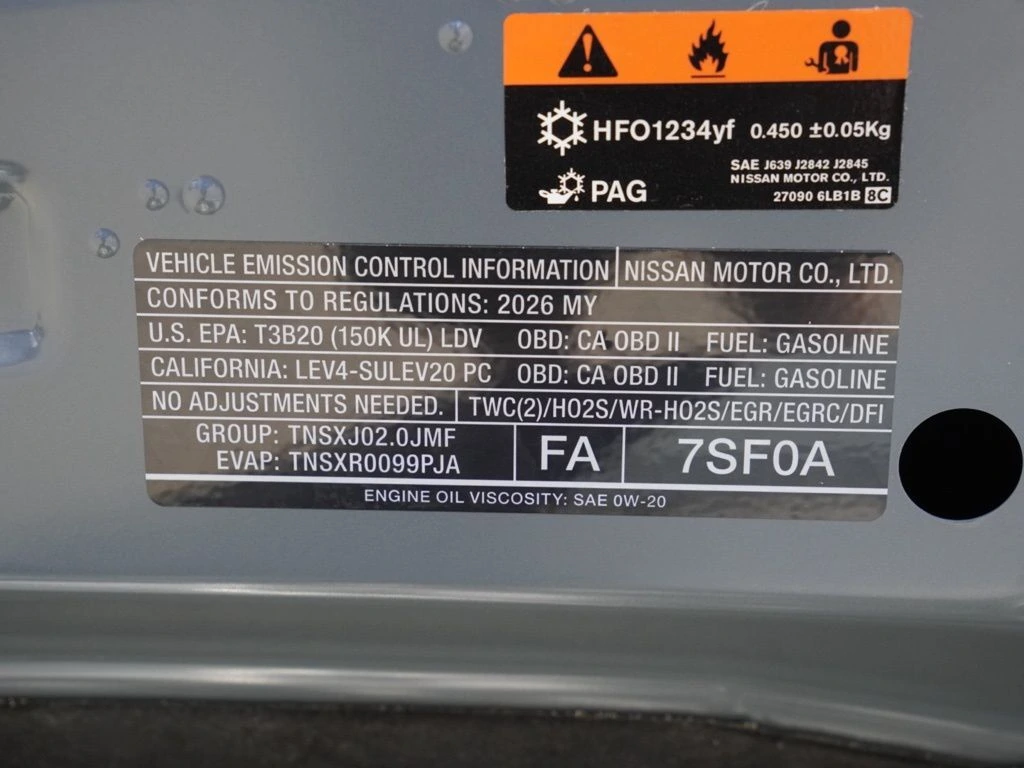 HFO1234yf 0.450 ±0.05Kg
SAE J639 J2842 J2845
NISSAN MOTOR CO., LTD.
PAG
27090 6LB1B 8C
VEHICLE EMISSION CONTROL INFORMATION NISSAN MOTOR CO., LTD.
CONFORMS TO REGULATIONS: 2026 MY
U.S. EPA: T3B20 (150K UL) LDV OBD: CA OBD II FUEL: GASOLINE
CALIFORNIA: LEV4-SULEV20 PC OBD: CA OBD II FUEL: GASOLINE
NO ADJUSTMENTS NEEDED. TWC(2)/HO2S/WR-HO2S/EGR/EGRC/DFI
GROUP: TNSXJ02.0JMF
EVAP: TNSXR0099PJA
FA
7SF0A
ENGINE OIL VISCOSITY: SAE 0W-20